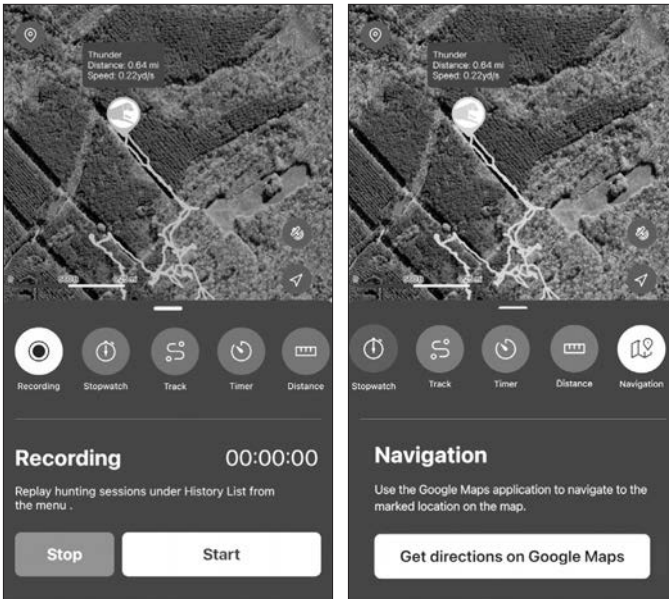 Thunder
Distance: 0.64 mi
Speed: 0.22yd/s
Recording
Stopwatch
Track
Timer
Distance
Recording
00:00:00
Replay hunting sessions under History List from
the menu .
Stop
Start
Thunder
Distance: 0.64 mi
Speed: 0.22yd/s
Stopwatch
Track
Timer
Distance
Navigation
Navigation
Use the Google Maps application to navigate to the
marked location on the map.
Get directions on Google Maps